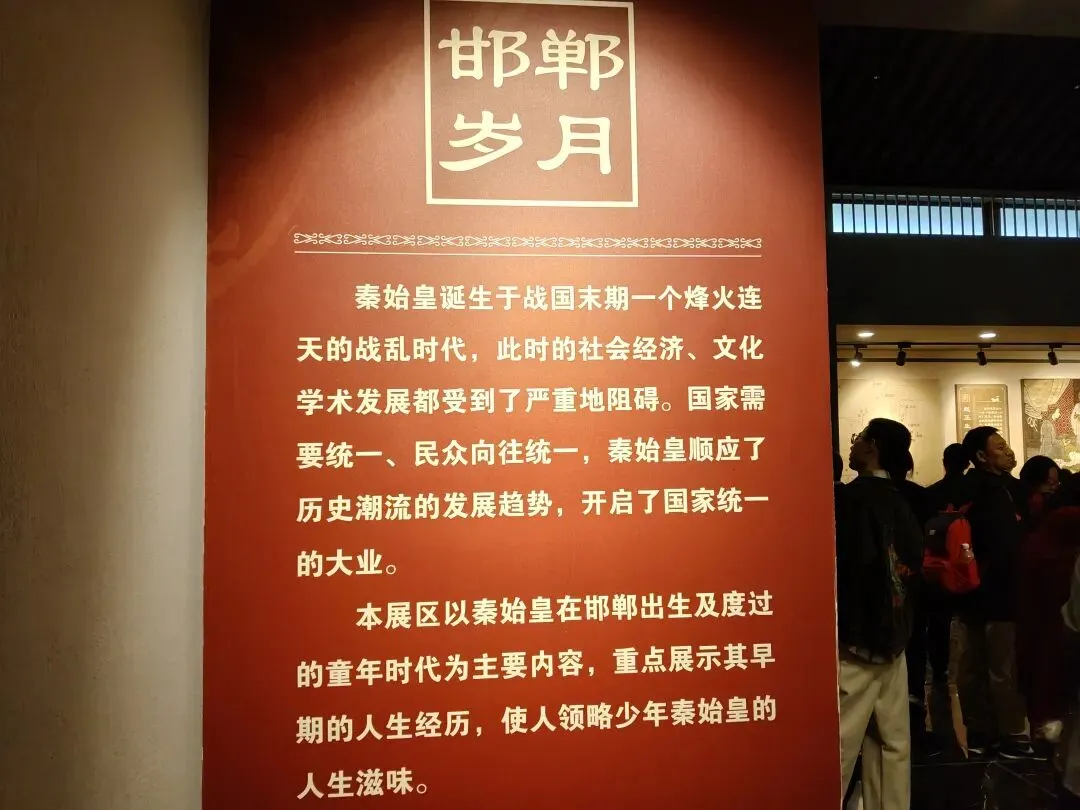 邯郸
岁月
秦始皇诞生于战国末期一个烽火连
天的战乱时代，此时的社会经济、文化
学术发展都受到了严重地阻碍。国家需
要统一、民众向往统一，秦始皇顺应了
历史潮流的发展趋势，开启了国家统一
的大业。
本展区以秦始皇在邯郸出生及度过
的童年时代为主要内容，重点展示其早
期的人生经历，使人领略少年秦始皇的
人生滋味。